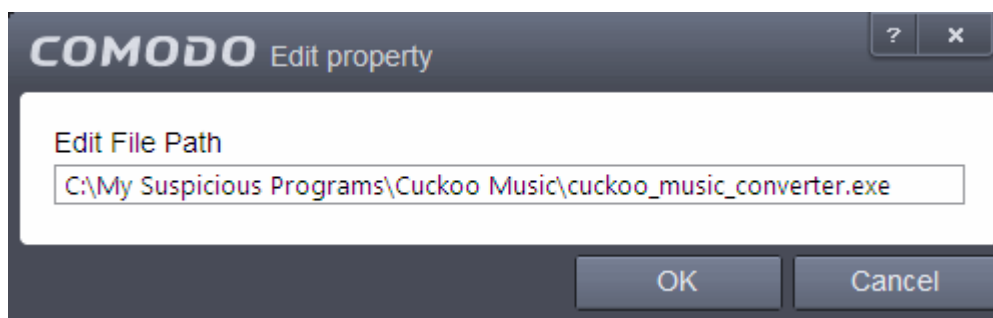 COMODO Edit property ? ×
Edit File Path
C:\My Suspicious Programs\Cuckoo Music\cuckoo_music_converter.exe
OK Cancel